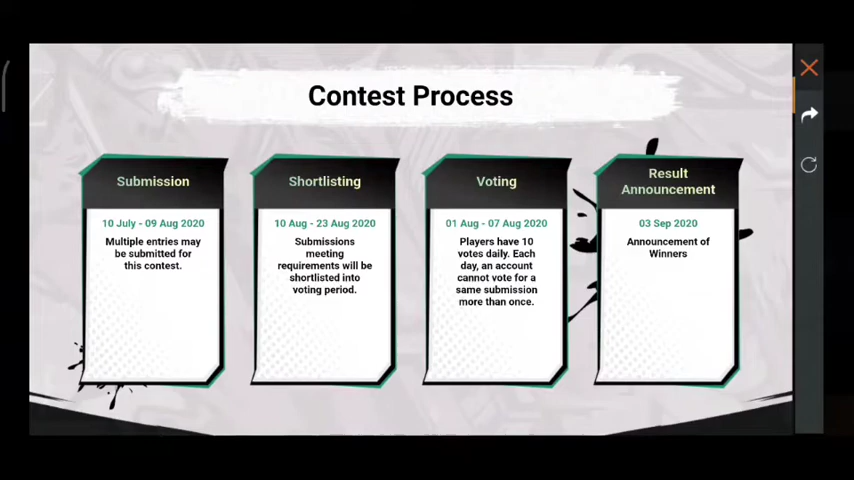 Contest Process
Submission
10 July - 09 Aug 2020
Multiple entries may
be submitted for
this contest.
Shortlisting
10 Aug - 23 Aug 2020
Submissions
meeting
requirements will be
shortlisted into
voting period.
Voting
01 Aug - 07 Aug 2020
Players have 10
votes daily. Each
day, an account
cannot vote for a
same submission
more than once.
Result
Announcement
03 Sep 2020
Announcement of
Winners